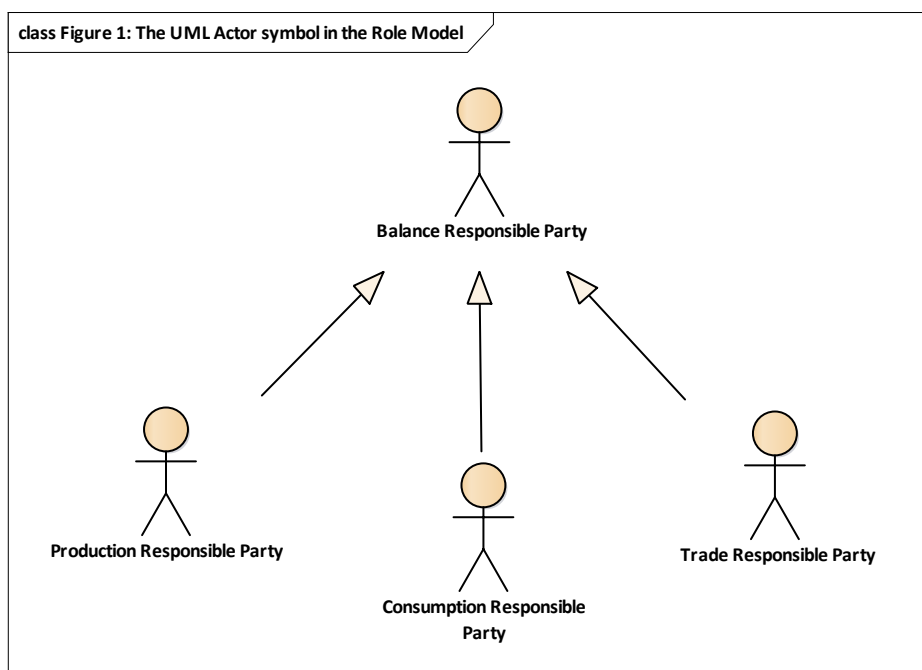 class Figure 1: The UML Actor symbol in the Role Model
Balance Responsible Party
Production Responsible Party
Trade Responsible Party
Consumption Responsible
Party